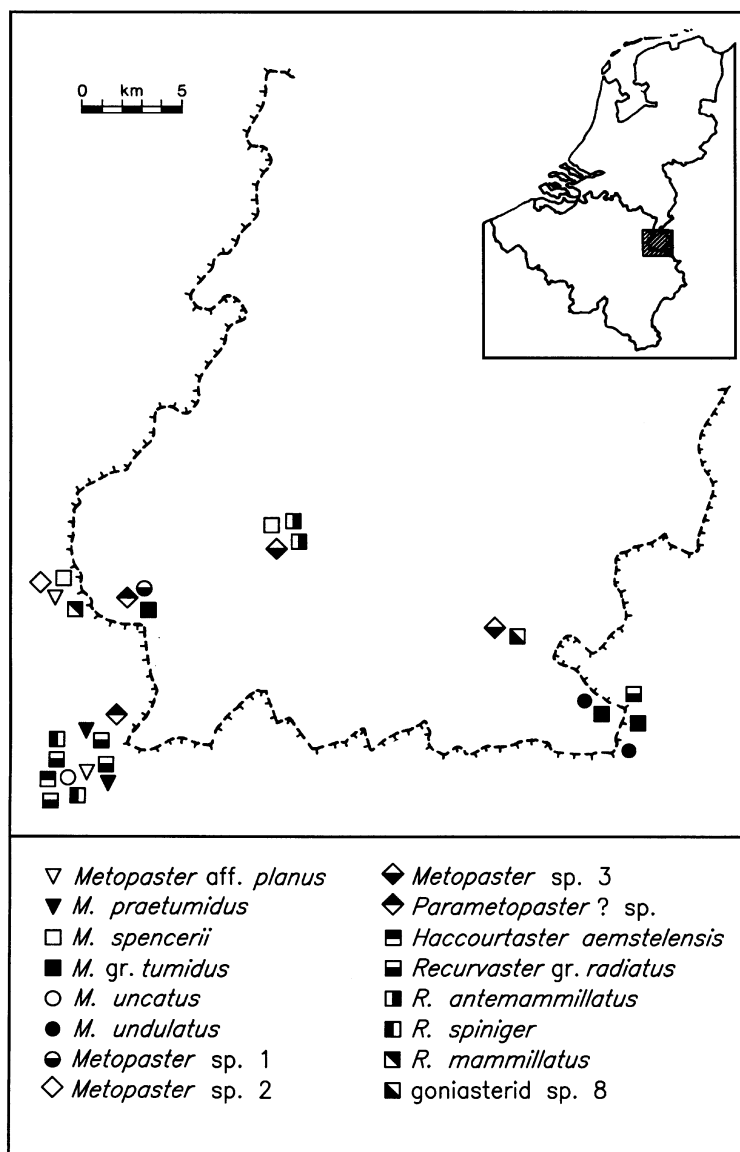 0 km 5
Metopaster aff. planus
M. praetumidus
M. spencerii
M. gr. tumidus
M. uncatus
M. undulatus
Metopaster sp. 1
Metopaster sp. 2
Metopaster sp. 3
Parametopaster ? sp.
Haccourtaster aemstelensis
Recurvaster gr. radiatus
R. antemammillatus
R. spiniger
R. mammillatus
goniasterid sp. 8